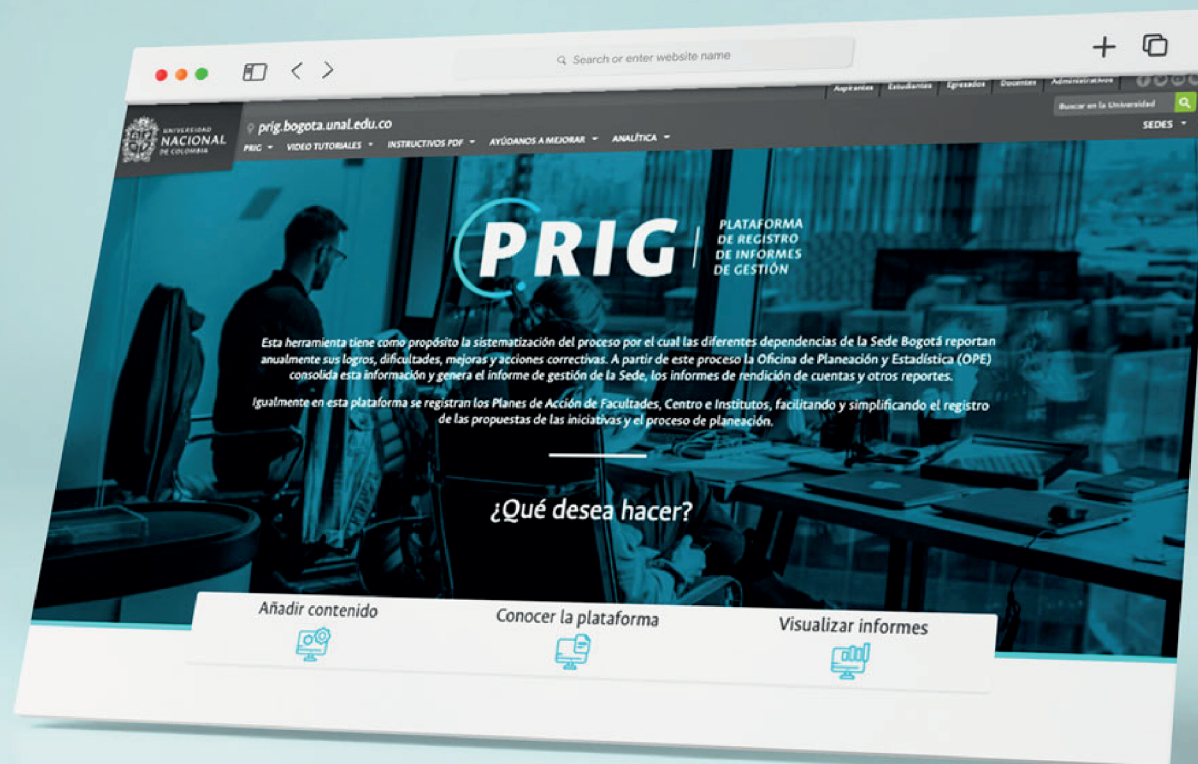 Search or enter website name
Aspirantes Estudiantes Egresados Docentes Administrativos
UNIVERSIDAD
NACIONAL
DE COLOMBIA
prig.bogota.unal.edu.co
Buscar en la Universidad
SEDES
PRIG VIDEO TUTORIALES INSTRUCTIVOS PDF AYÚDANOS A MEJORAR ANALÍTICA
PRIG
PLATAFORMA
DE REGISTRO
DE INFORMES
DE GESTIÓN
Esta herramienta tiene como propósito la sistematización del proceso por el cual las diferentes dependencias de la Sede Bogotá reportan
anualmente sus logros, dificultades, mejoras y acciones correctivas. A partir de este proceso la Oficina de Planeación y Estadística (OPE)
consolida esta información y genera el informe de gestión de la Sede, los informes de rendición de cuentas y otros reportes.
Igualmente en esta plataforma se registran los Planes de Acción de Facultades, Centro e Institutos, facilitando y simplificando el registro
de las propuestas de las iniciativas y el proceso de planeación.
¿Qué desea hacer?
Añadir contenido
Conocer la plataforma
Visualizar informes